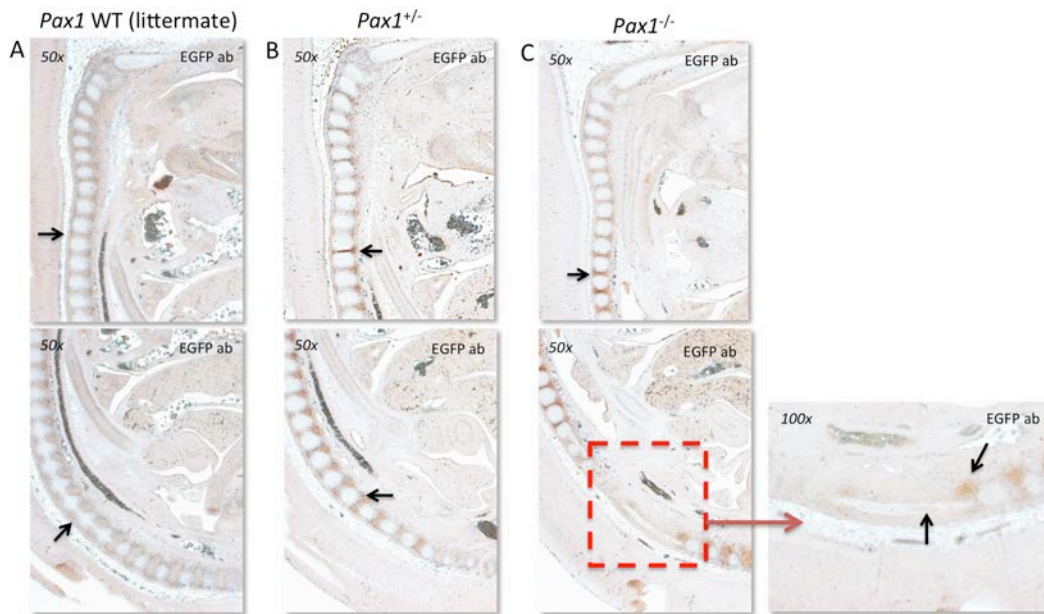 Pax1 WT (littermate)
Pax1+/-
Pax1-/-
A
50x
EGFP ab
B
50x
EGFP ab
C
50x
EGFP ab
50x
EGFP ab
50x
EGFP ab
50x
EGFP ab
100x
EGFP ab